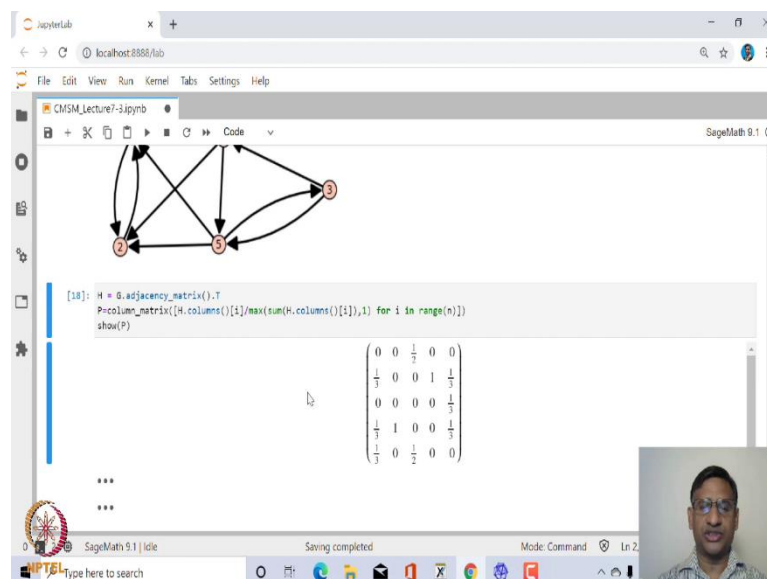 JupyterLab
localhost:8888/lab
File Edit View Run Kernel Tabs Settings Help
CMSM_Lecture7-3.ipynb
Code
SageMath 9.1
3
2
5
[18]: H = G.adjacency_matrix().T
P=column_matrix([H.columns()[i]/max(sum(H.columns()[i]),1) for i in range(n)])
show(P)
0 0 1/2 0 0
1/3 0 0 1 1/3
0 0 0 0 1/3
1/3 1 0 0 1/3
1/3 0 1/2 0 0
SageMath 9.1 | Idle Saving completed Mode: Command Ln 2,
NPTEL
Type here to search